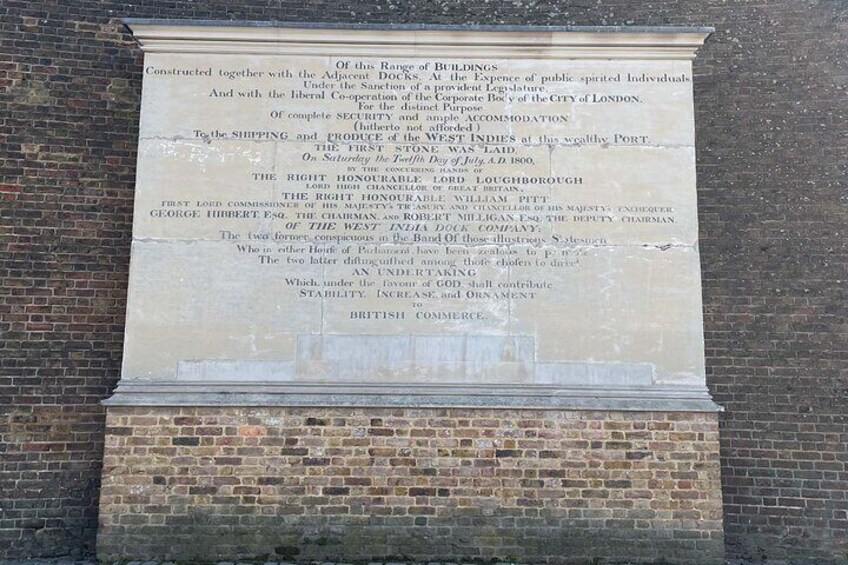 Of this Range of BUILDINGS
Constructed together with the Adjacent DOCKS. At the Expence of public spirited Individuals
Under the Sanction of a provident Legislature,
And with the liberal Co-operation of the Corporate Body of the CITY of LONDON.
For the distinct Purpose
Of complete SECURITY and ample ACCOMMODATION
(hitherto not afforded)
To the SHIPPING and PRODUCE of the WEST INDIES at this wealthy PORT.
THE FIRST STONE WAS LAID,
On Saturday the Twelfth Day of July, A.D. 1800,
BY THE CONCURRING HANDS OF
THE RIGHT HONOURABLE LORD LOUGHBOROUGH
LORD HIGH CHANCELLOR OF GREAT BRITAIN,
THE RIGHT HONOURABLE WILLIAM PITT
FIRST LORD COMMISSIONER OF HIS MAJESTY'S TREASURY AND CHANCELLOR OF HIS MAJESTY'S EXCHEQUER,
GEORGE HIBBERT ESQ. THE CHAIRMAN, AND ROBERT MILLIGAN ESQ. THE DEPUTY CHAIRMAN,
OF THE WEST INDIA DOCK COMPANY;
The two former conspicuous in the Band Of those illustrious Statesmen
Who in either House of Parliament have been zealous to
The two latter distinguished among those chosen to direct
AN UNDERTAKING
Which, under the favour of GOD, shall contribute
STABILITY, INCREASE and ORNAMENT
TO
BRITISH COMMERCE.